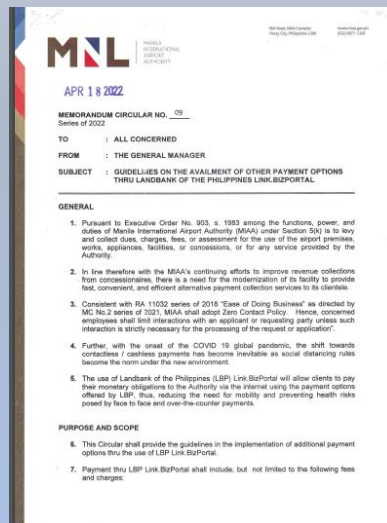 MNL
MANILA
INTERNATIONAL
AIRPORT
AUTHORITY
MIA Road, NAIA Complex
Pasay City, Philippines 1300
www.miaa.gov.ph
APR 18 2022
MEMORANDUM CIRCULAR NO. 09
Series of 2022
TO : ALL CONCERNED
FROM : THE GENERAL MANAGER
SUBJECT : GUIDELINES ON THE AVAILMENT OF OTHER PAYMENT OPTIONS
THRU LANDBANK OF THE PHILIPPINES LINK.BIZPORTAL
GENERAL
1. Pursuant to Executive Order No. 903, s. 1983 among the functions, power, and
duties of Manila International Airport Authority (MIAA) under Section 5(k) is to levy
and collect dues, charges, fees, or assessment for the use of the airport premises,
works, appliances, facilities, or concessions, or for any service provided by the
Authority.
2. In line therefore with the MIAA's continuing efforts to improve revenue collections
from concessionaires, there is a need for the modernization of its facility to provide
fast, convenient, and efficient alternative payment collection services to its clientele.
3. Consistent with RA 11032 series of 2018 "Ease of Doing Business" as directed by
MC No.2 series of 2021, MIAA shall adopt Zero Contact Policy. Hence, concerned
employees shall limit interactions with an applicant or requesting party unless such
interaction is strictly necessary for the processing of the request or application".
4. Further, with the onset of the COVID 19 global pandemic, the shift towards
contactless / cashless payments has become inevitable as social distancing rules
become the norm under the new environment.
5. The use of Landbank of the Philippines (LBP) Link.BizPortal will allow clients to pay
their monetary obligations to the Authority via the internet using the payment options
offered by LBP, thus, reducing the need for mobility and preventing health risks
posed by face to face and over-the-counter payments.
PURPOSE AND SCOPE
6. This Circular shall provide the guidelines in the implementation of additional payment
options thru the use of LBP Link.BizPortal.
7. Payment thru LBP Link.BizPortal shall include, but not limited to the following fees
and charges: